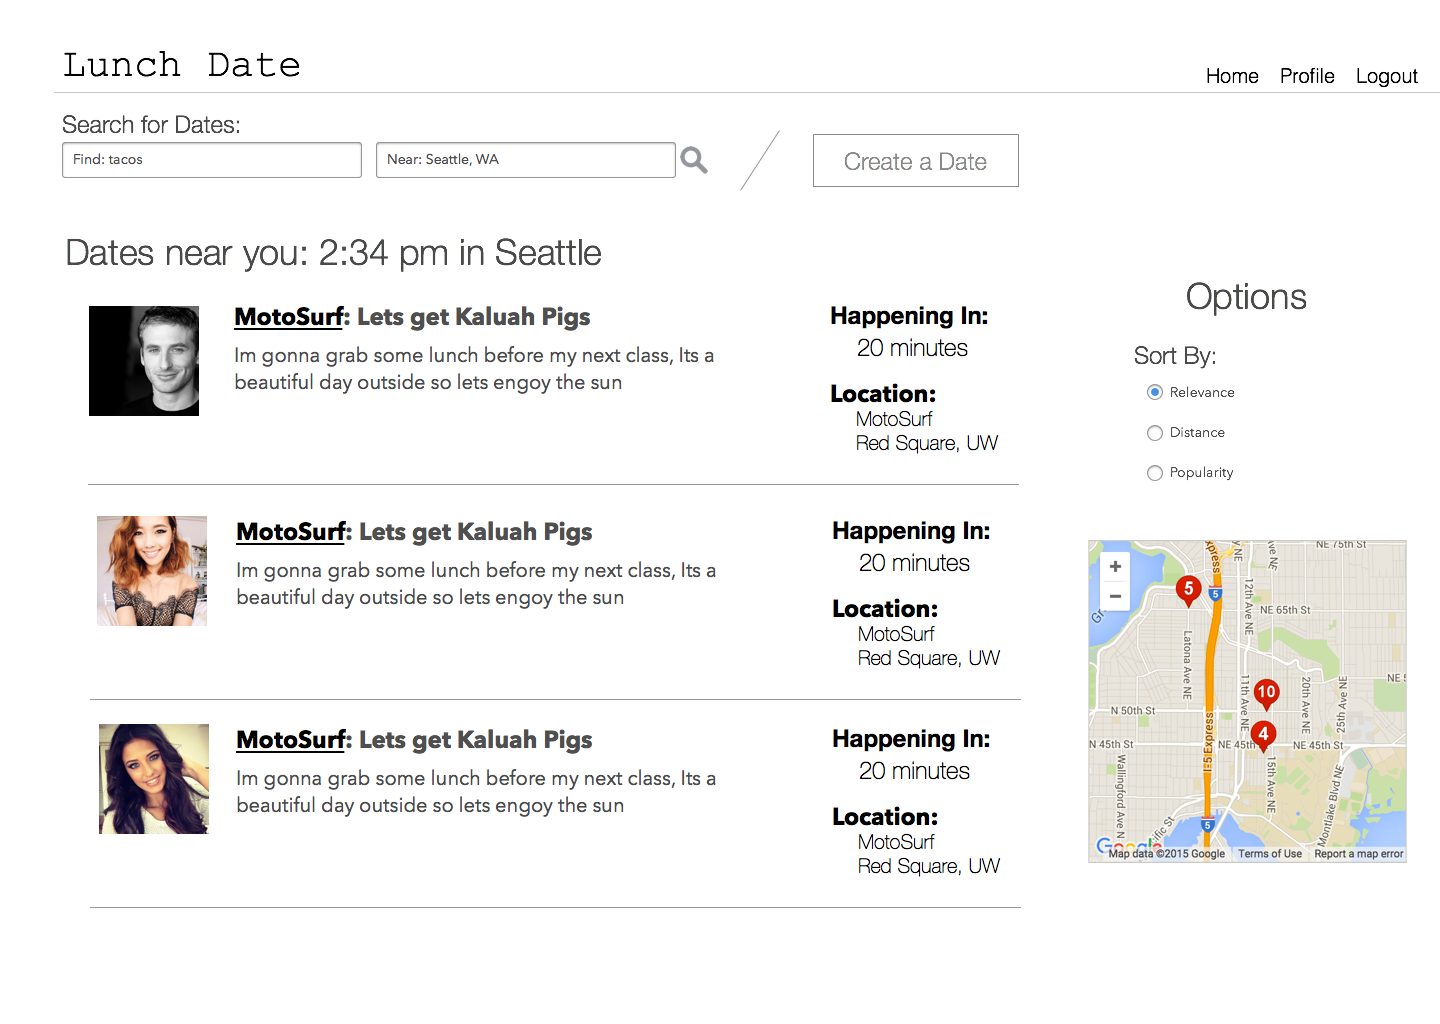 Lunch Date
Home Profile Logout
Search for Dates:
Find: tacos
Near: Seattle, WA
Create a Date
Dates near you: 2:34 pm in Seattle
MotoSurf: Lets get Kaluah Pigs
Im gonna grab some lunch before my next class, Its a
beautiful day outside so lets engoy the sun
Happening In:
20 minutes
Location:
MotoSurf
Red Square, UW
MotoSurf: Lets get Kaluah Pigs
Im gonna grab some lunch before my next class, Its a
beautiful day outside so lets engoy the sun
Happening In:
20 minutes
Location:
MotoSurf
Red Square, UW
MotoSurf: Lets get Kaluah Pigs
Im gonna grab some lunch before my next class, Its a
beautiful day outside so lets engoy the sun
Happening In:
20 minutes
Location:
MotoSurf
Red Square, UW
Options
Sort By:
Relevance
Distance
Popularity
NE 75th St
+
−
5
5
NE 65th St
12th Ave NE
Latona Ave NE
11th Ave NE
20th Ave NE
25th Ave NE
NE 5
10
N 50th St
4
N 45th St
NE 45th
NE 45th St
I-5 Express
15th Ave NE
Wallingford Ave N
Montlake Blvd NE
5
Google
Map data ©2015 Google Terms of Use Report a map error